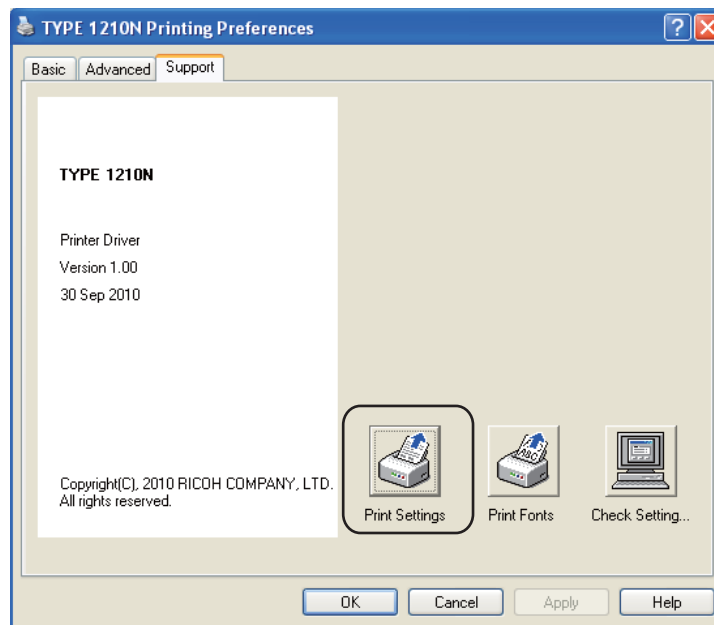 TYPE 1210N Printing Preferences
Basic Advanced Support
TYPE 1210N
Printer Driver
Version 1.00
30 Sep 2010
Copyright(C), 2010 RICOH COMPANY, LTD.
All rights reserved.
ABC
Print Settings Print Fonts Check Setting...
OK Cancel Apply Help